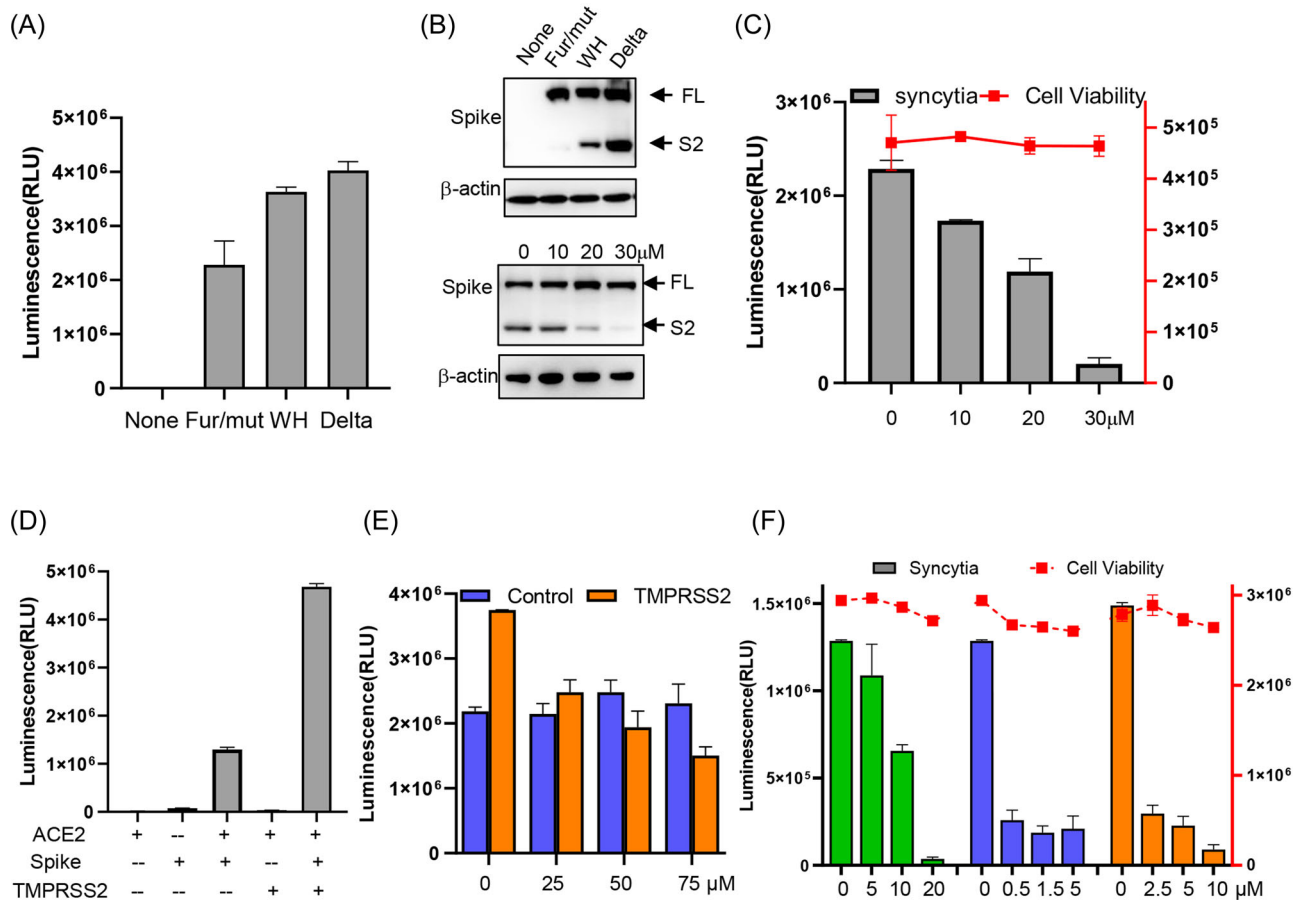 (A)
Luminescence(RLU)
5×10⁶
4×10⁶
3×10⁶
2×10⁶
1×10⁶
0
None Fur/mut WH Delta
(B)
None Fur/mut WH Delta
Spike
FL
S2
β-actin
0 10 20 30μM
Spike
FL
S2
β-actin
(C)
syncytia Cell Viability
Luminescence(RLU)
3×10⁶
2×10⁶
1×10⁶
0
5×10⁵
4×10⁵
3×10⁵
2×10⁵
1×10⁵
0
0 10 20 30μM
(D)
Luminescence(RLU)
5×10⁶
4×10⁶
3×10⁶
2×10⁶
1×10⁶
0
ACE2 + -- + + +
Spike -- + + -- +
TMPRSS2 -- -- -- + +
(E)
Control TMPRSS2
Luminescence(RLU)
4×10⁶
3×10⁶
2×10⁶
1×10⁶
0
0 25 50 75 μM
(F)
Syncytia Cell Viability
Luminescence(RLU)
1.5×10⁶
1×10⁶
5×10⁵
0
3×10⁶
2×10⁶
1×10⁶
0
0 5 10 20 0 0.5 1.5 5 0 2.5 5 10 μM